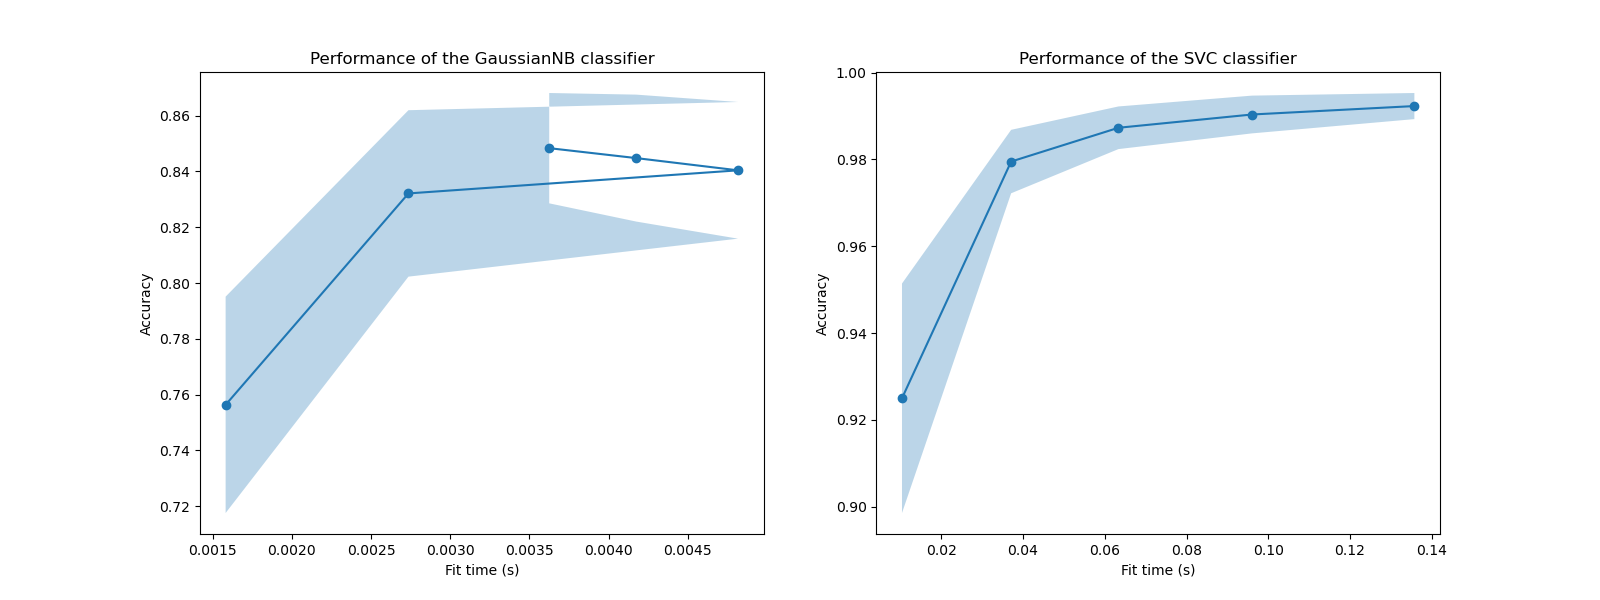 Performance of the GaussianNB classifier
Accuracy
0.86
0.84
0.82
0.80
0.78
0.76
0.74
0.72
0.0015 0.0020 0.0025 0.0030 0.0035 0.0040 0.0045
Fit time (s)
Performance of the SVC classifier
Accuracy
1.00
0.98
0.96
0.94
0.92
0.90
0.02 0.04 0.06 0.08 0.10 0.12 0.14
Fit time (s)